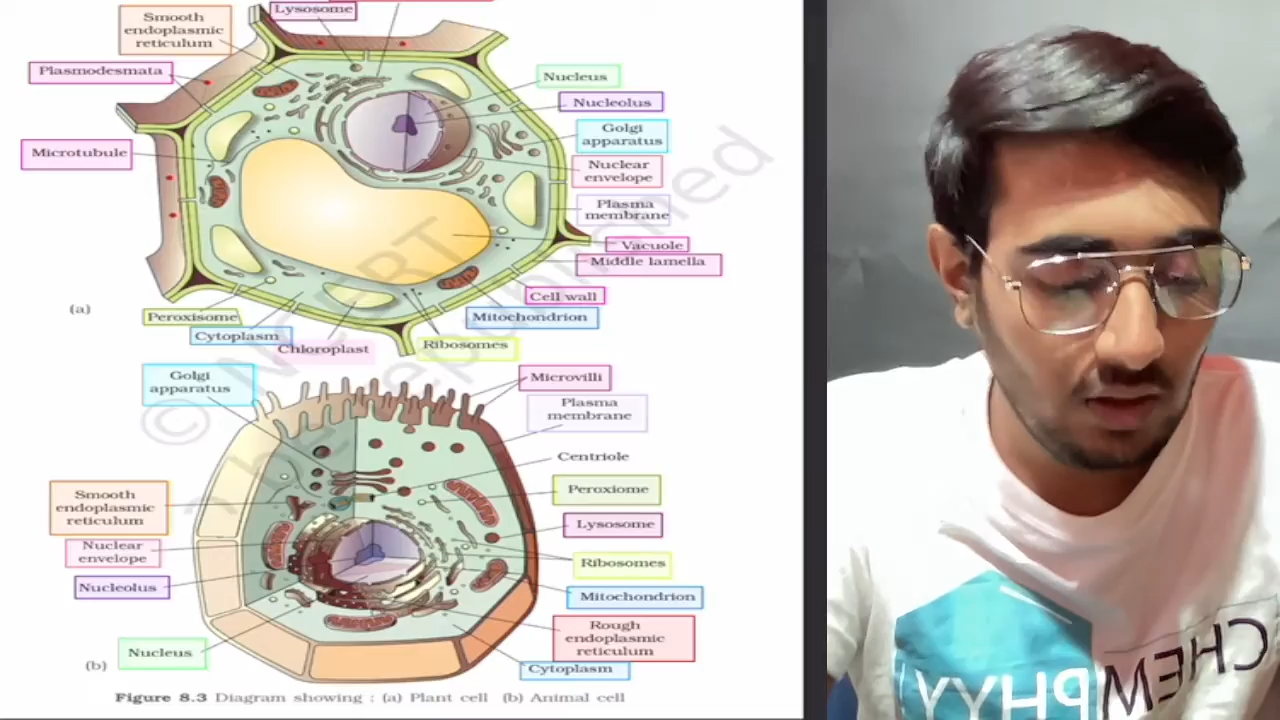 Lysosome
Smooth
endoplasmic
reticulum
Plasmodesmata
Nucleus
Nucleolus
Golgi
apparatus
Microtubule
Nuclear
envelope
Plasma
membrane
Vacuole
Middle lamella
Cell wall
(a)
Peroxisome
Mitochondrion
Cytoplasm
Chloroplast
Ribosomes
Golgi
apparatus
Microvilli
Plasma
membrane
Centriole
Smooth
endoplasmic
reticulum
Peroxiome
Lysosome
Nuclear
envelope
Ribosomes
Nucleolus
Mitochondrion
Rough
endoplasmic
reticulum
Nucleus
(b)
Cytoplasm
Figure 8.3 Diagram showing : (a) Plant cell (b) Animal cell